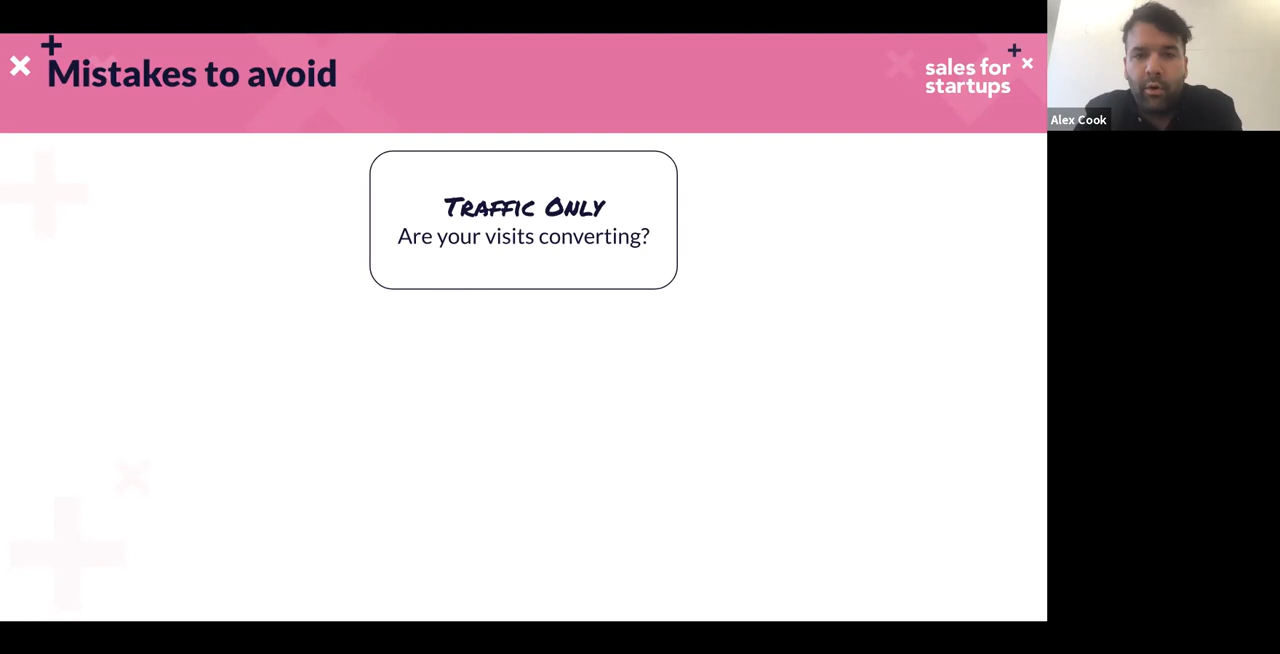 Mistakes to avoid
sales for
startups
Alex Cook
Traffic Only
Are your visits converting?